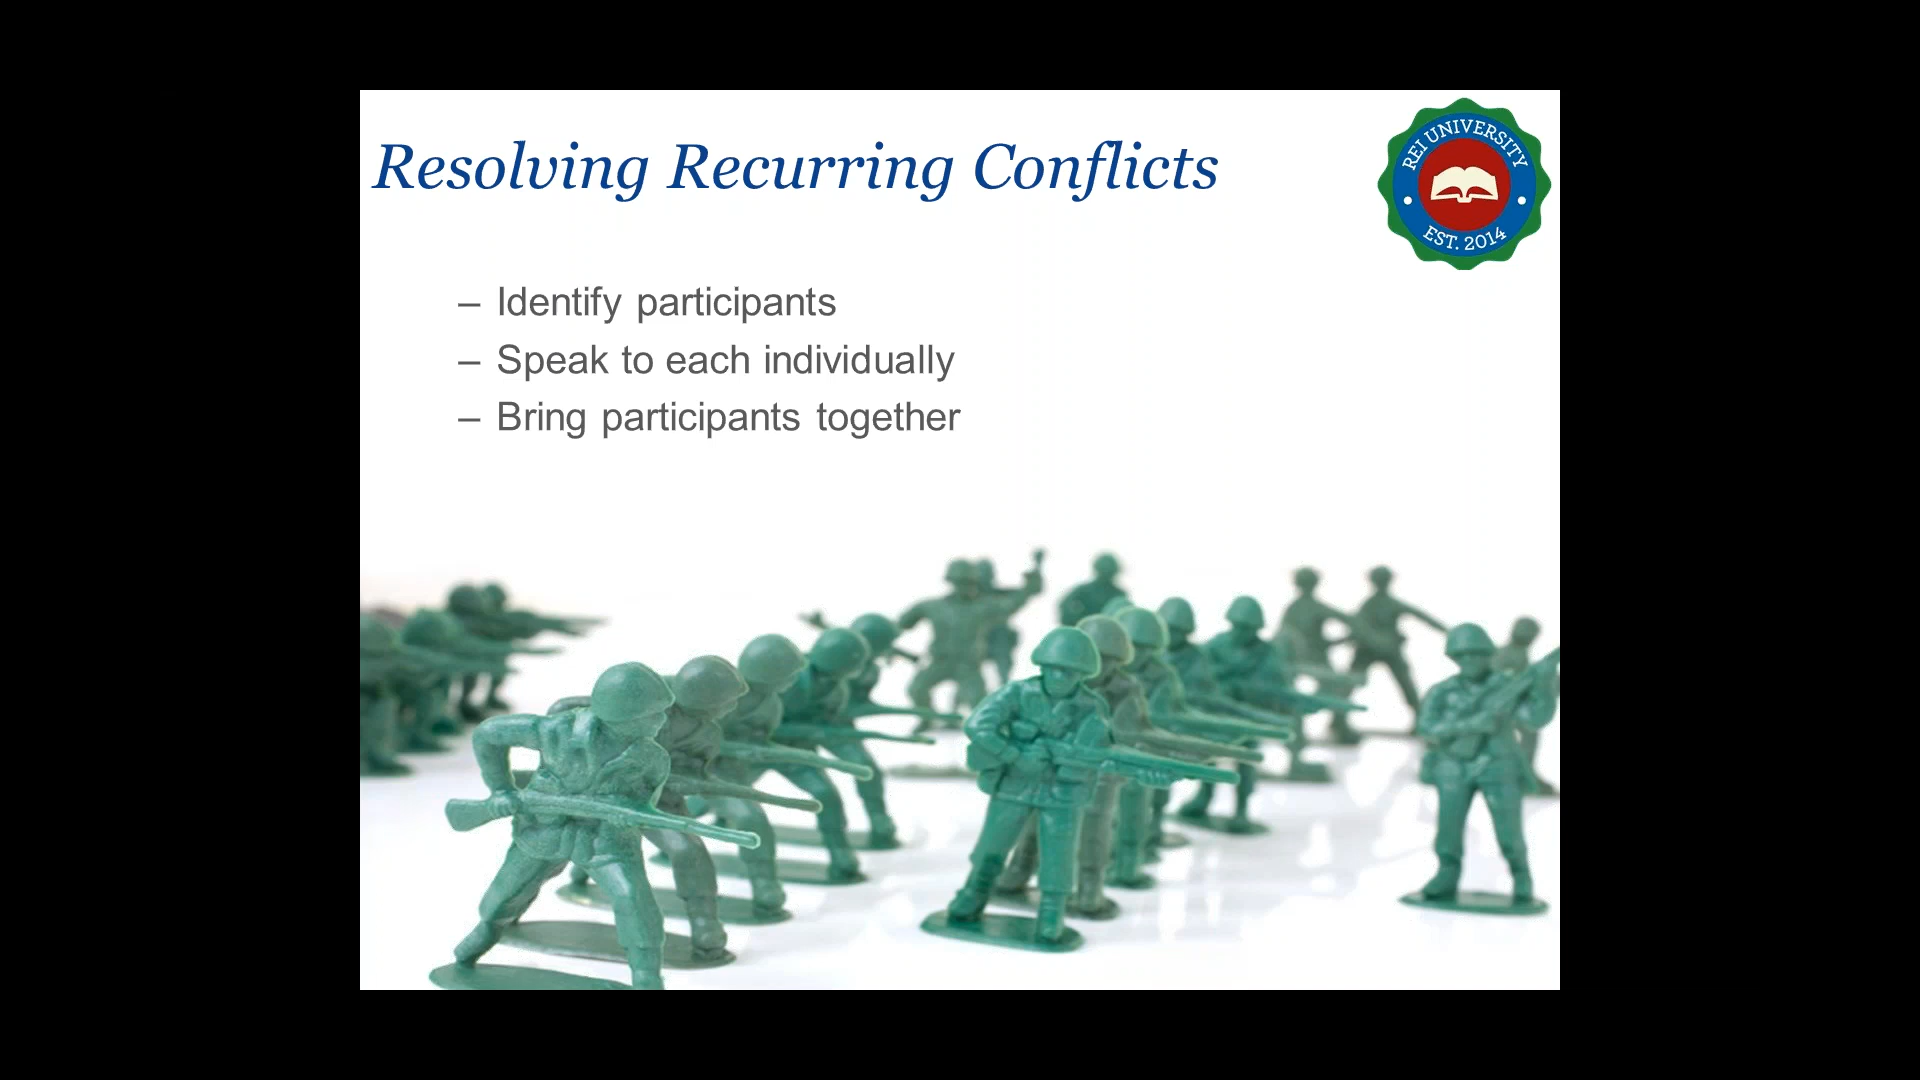 Resolving Recurring Conflicts
REI UNIVERSITY
EST. 2014
– Identify participants
– Speak to each individually
– Bring participants together